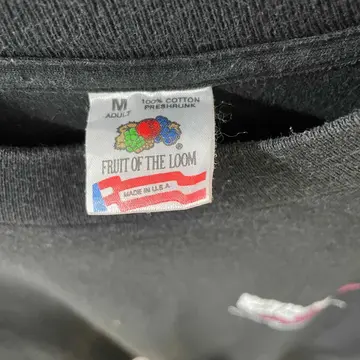 M 100% COTTON
ADULT PRESHRUNK
®
FRUIT OF THE LOOM
MADE IN U.S.A.